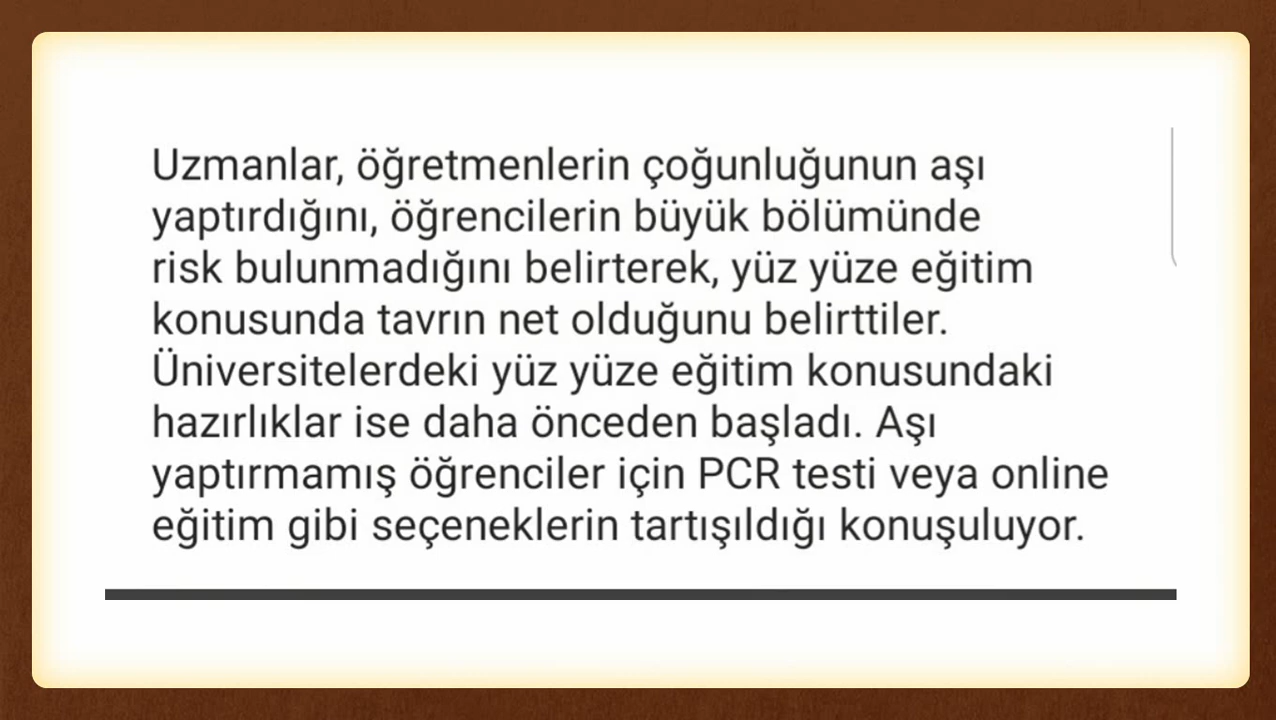 Uzmanlar, öğretmenlerin çoğunluğunun aşı
yaptırdığını, öğrencilerin büyük bölümünde
risk bulunmadığını belirterek, yüz yüze eğitim
konusunda tavrın net olduğunu belirttiler.
Üniversitelerdeki yüz yüze eğitim konusundaki
hazırlıklar ise daha önceden başladı. Aşı
yaptırmamış öğrenciler için PCR testi veya online
eğitim gibi seçeneklerin tartışıldığı konuşuluyor.